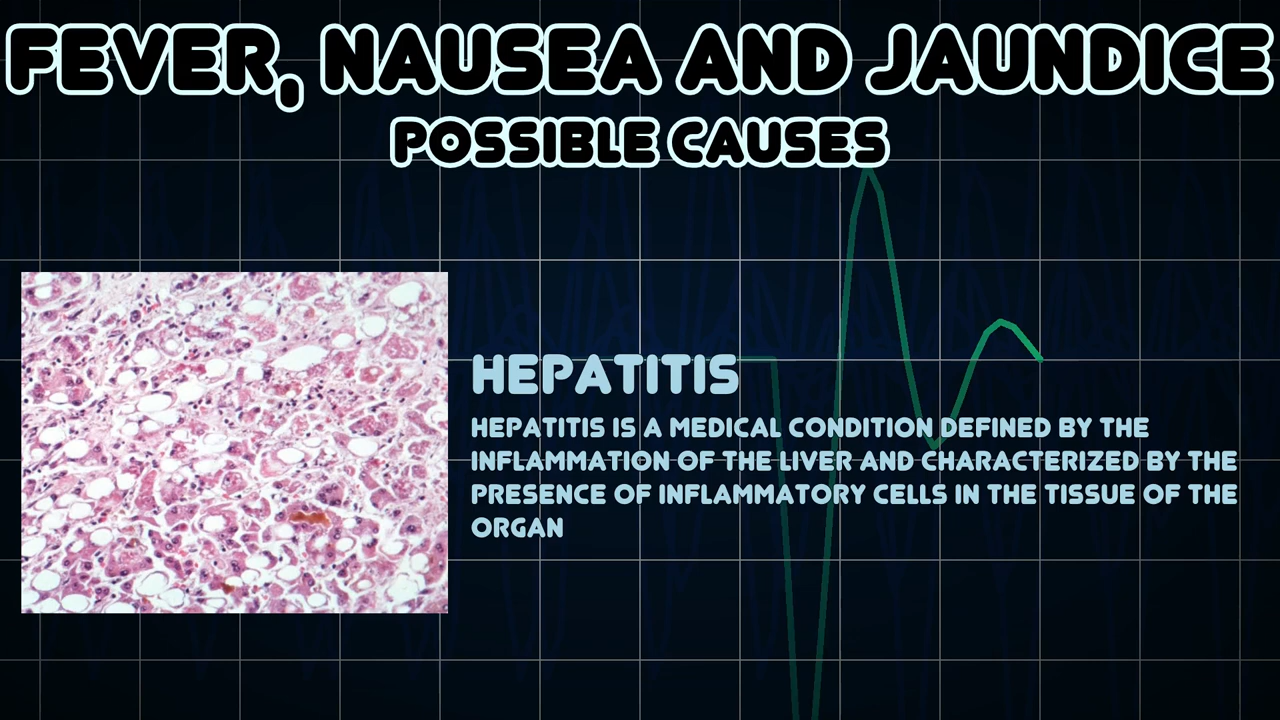 FEVER, NAUSEA AND JAUNDICE
POSSIBLE CAUSES
HEPATITIS
HEPATITIS IS A MEDICAL CONDITION DEFINED BY THE
INFLAMMATION OF THE LIVER AND CHARACTERIZED BY THE
PRESENCE OF INFLAMMATORY CELLS IN THE TISSUE OF THE
ORGAN